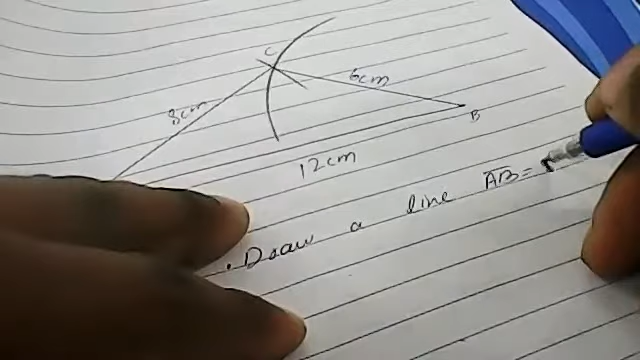 C
8cm
6cm
B
12cm
. Draw a line AB=